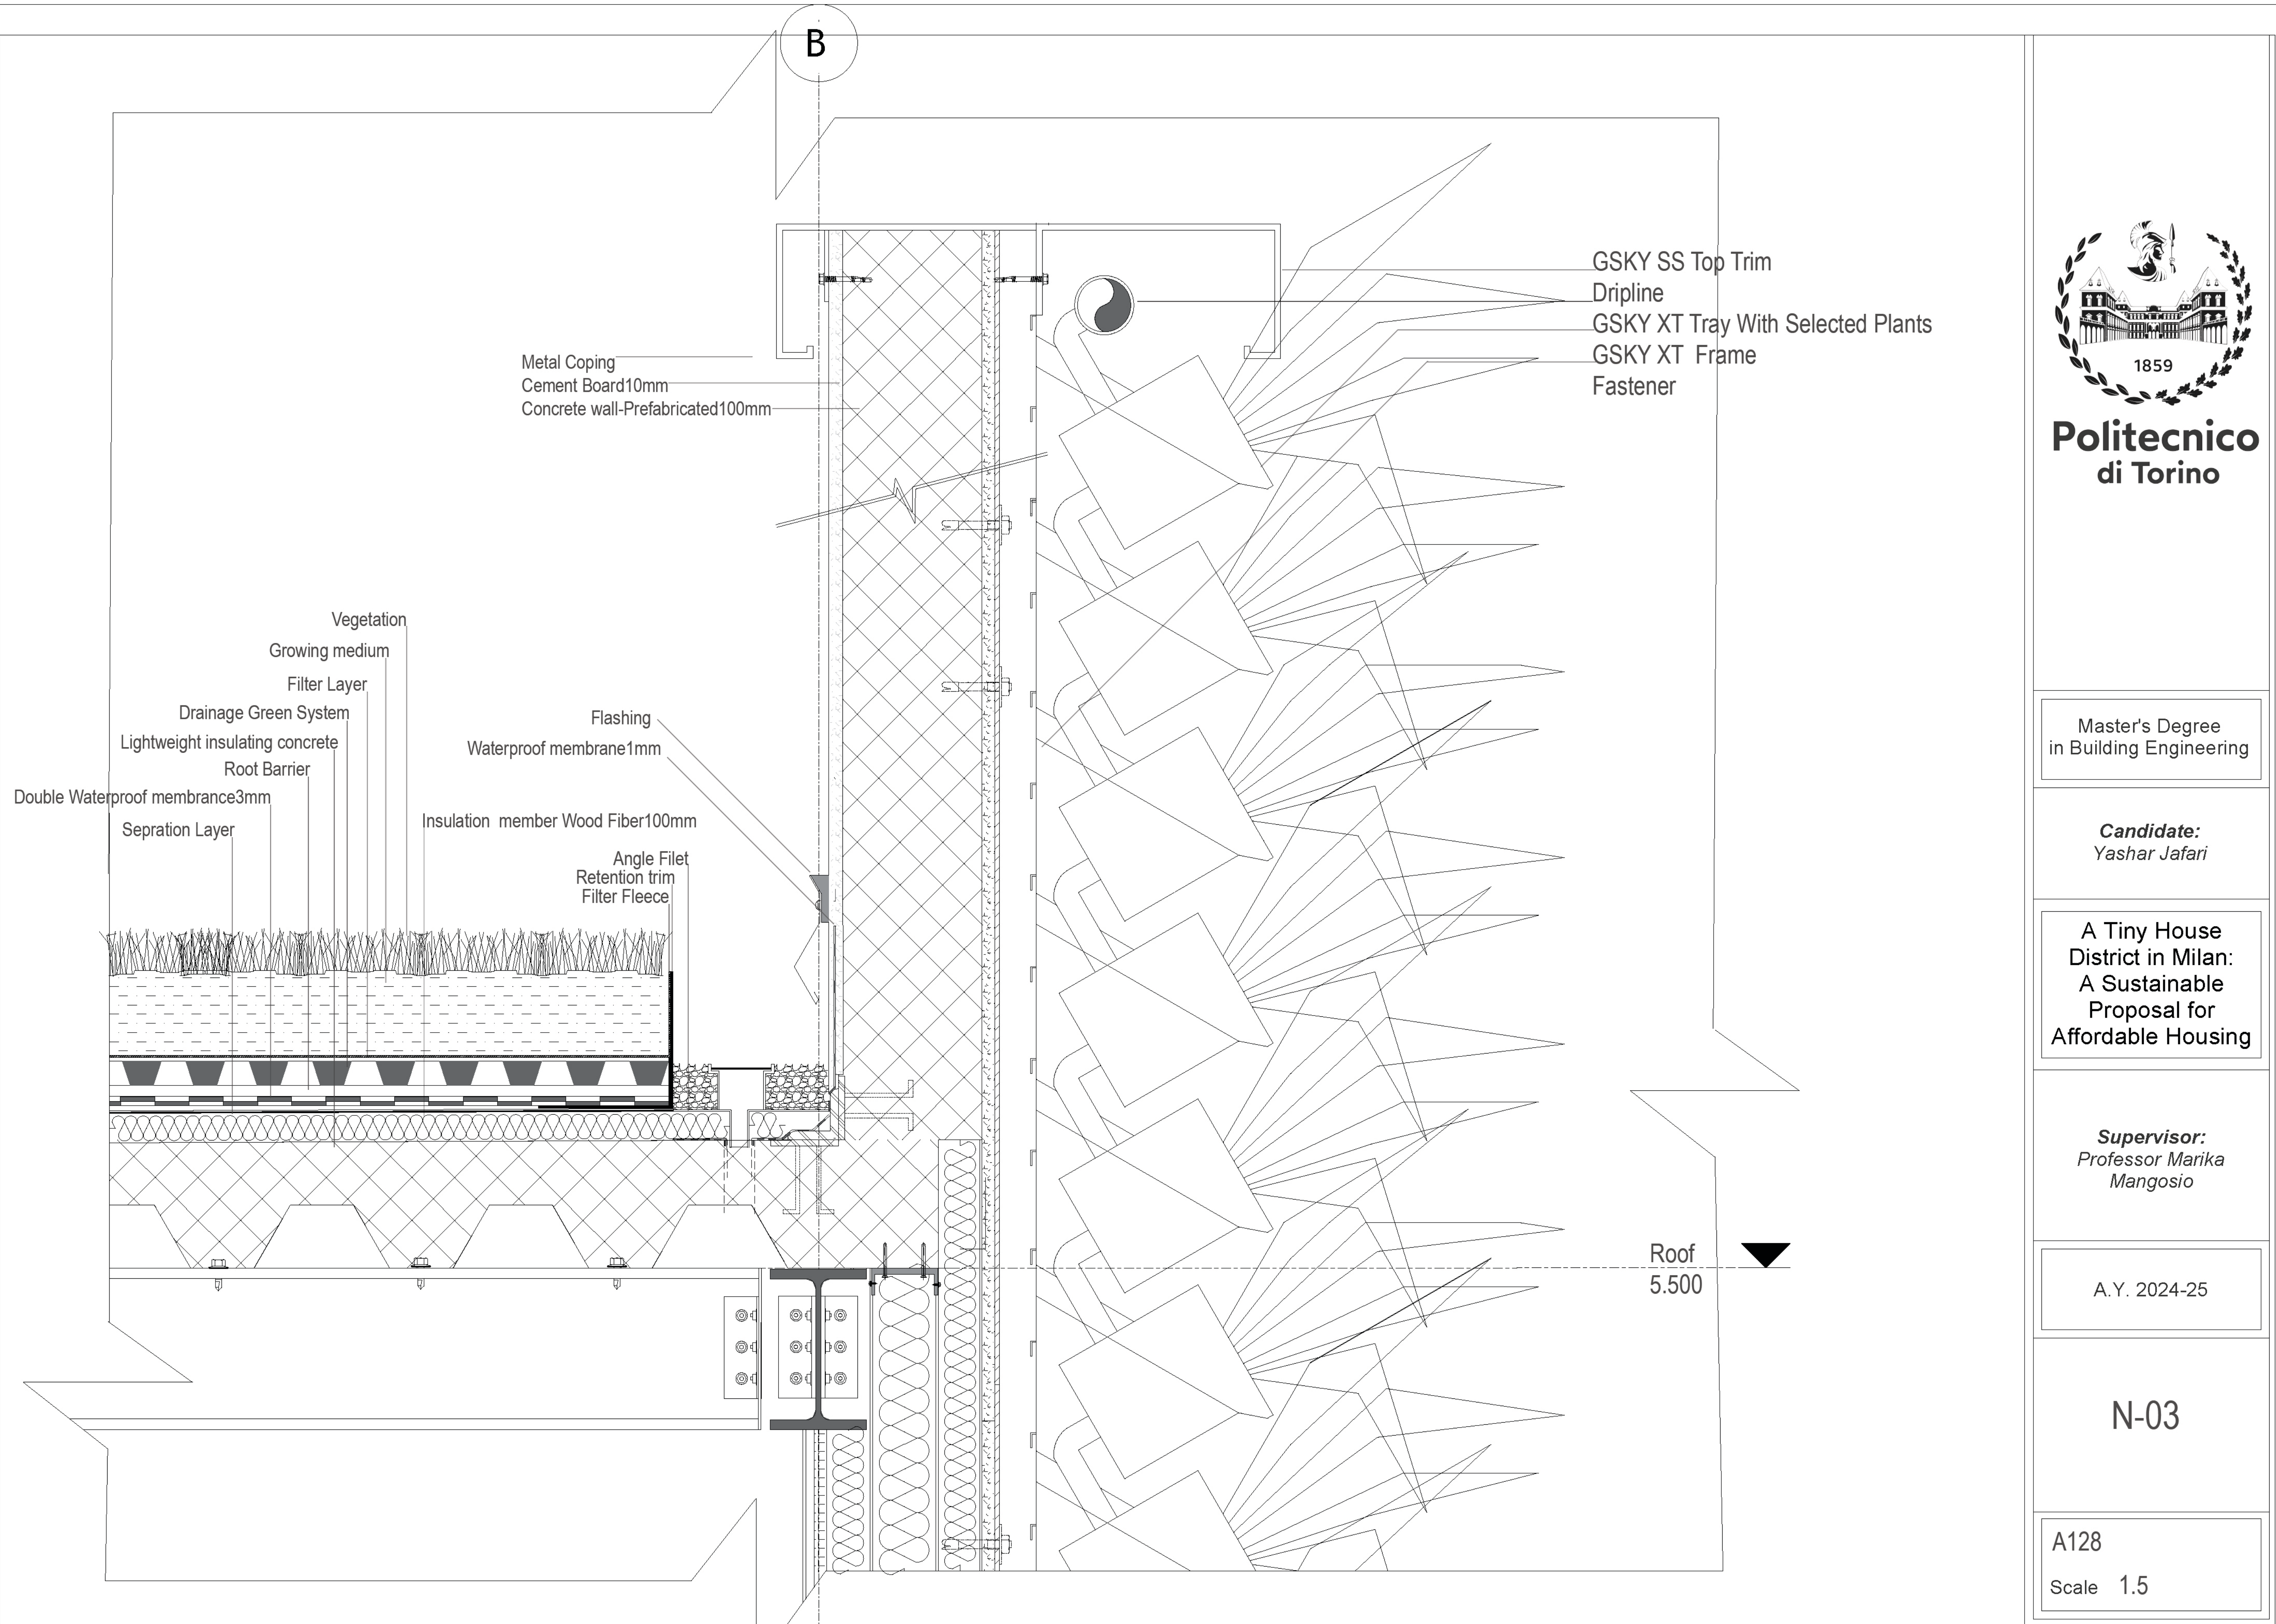 B
GSKY SS Top Trim
Dripline
GSKY XT Tray With Selected Plants
GSKY XT  Frame
Fastener
Metal Coping
Cement Board10mm
Concrete wall-Prefabricated100mm
Vegetation
Growing medium
Filter Layer
Drainage Green System
Lightweight insulating concrete
Root Barrier
Double Waterproof membrance3mm
Sepration Layer
Flashing
Waterproof membrane1mm
Insulation  member Wood Fiber100mm
Angle Filet
Retention trim
Filter Fleece
Roof
5.500
1859
Politecnico
di Torino
Master's Degree
in Building Engineering
Candidate:
Yashar Jafari
A Tiny House
District in Milan:
A Sustainable
Proposal for
Affordable Housing
Supervisor:
Professor Marika
Mangosio
A.Y. 2024-25
N-03
A128
Scale 1.5